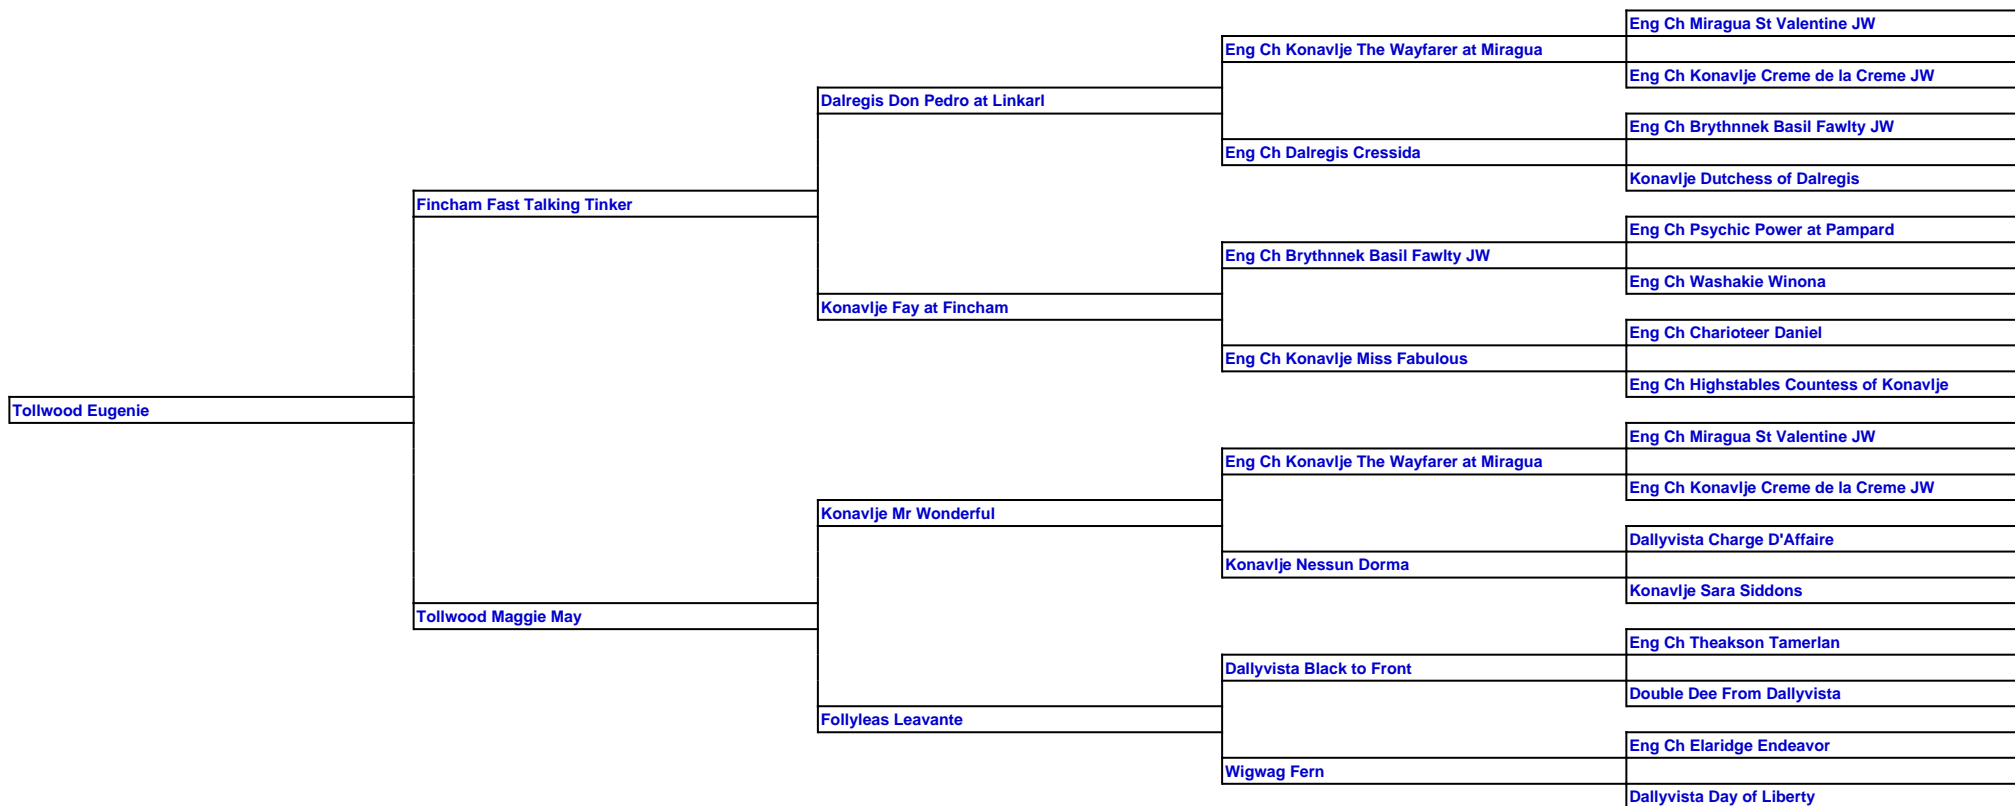 Eng Ch Miragua St Valentine JW
Eng Ch Konavlje The Wayfarer at Miragua
Eng Ch Konavlje Creme de la Creme JW
Dalregis Don Pedro at Linkarl
Eng Ch Brythnnek Basil Fawlty JW
Eng Ch Dalregis Cressida
Konavlje Dutchess of Dalregis
Fincham Fast Talking Tinker
Eng Ch Psychic Power at Pampard
Eng Ch Brythnnek Basil Fawlty JW
Eng Ch Washakie Winona
Konavlje Fay at Fincham
Eng Ch Charioteer Daniel
Eng Ch Konavlje Miss Fabulous
Eng Ch Highstables Countess of Konavlje
Tollwood Eugenie
Eng Ch Miragua St Valentine JW
Eng Ch Konavlje The Wayfarer at Miragua
Eng Ch Konavlje Creme de la Creme JW
Konavlje Mr Wonderful
Dallyvista Charge D'Affaire
Konavlje Nessun Dorma
Konavlje Sara Siddons
Tollwood Maggie May
Eng Ch Theakson Tamerlan
Dallyvista Black to Front
Double Dee From Dallyvista
Follyleas Leavante
Eng Ch Elaridge Endeavor
Wigwag Fern
Dallyvista Day of Liberty